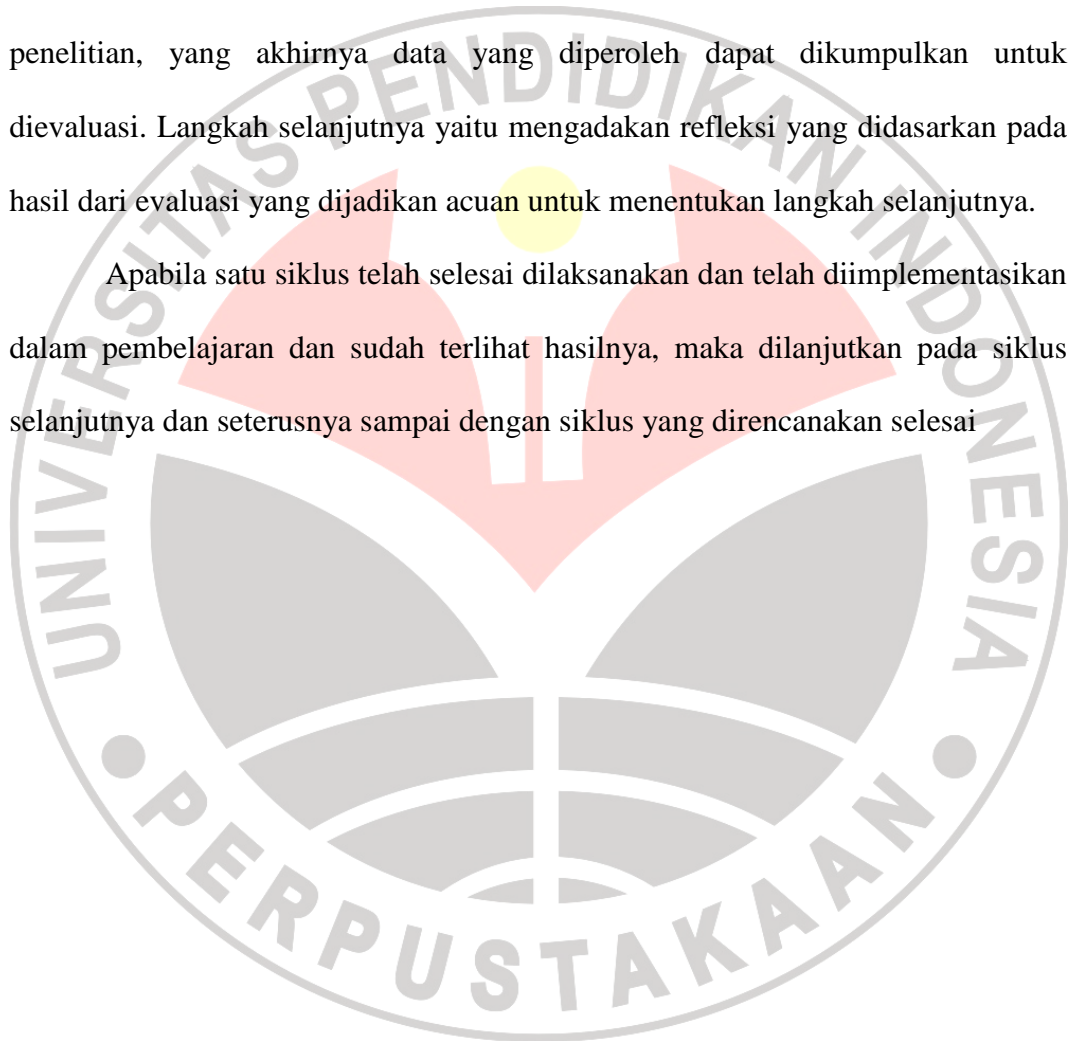 penelitian, yang akhirnya data yang diperoleh dapat dikumpulkan untuk
dievaluasi. Langkah selanjutnya yaitu mengadakan refleksi yang didasarkan pada
hasil dari evaluasi yang dijadikan acuan untuk menentukan langkah selanjutnya.
Apabila satu siklus telah selesai dilaksanakan dan telah diimplementasikan
dalam pembelajaran dan sudah terlihat hasilnya, maka dilanjutkan pada siklus
selanjutnya dan seterusnya sampai dengan siklus yang direncanakan selesai
UNIVERSITAS PENDIDIKAN INDONESIA
PERPUSTAKAAN